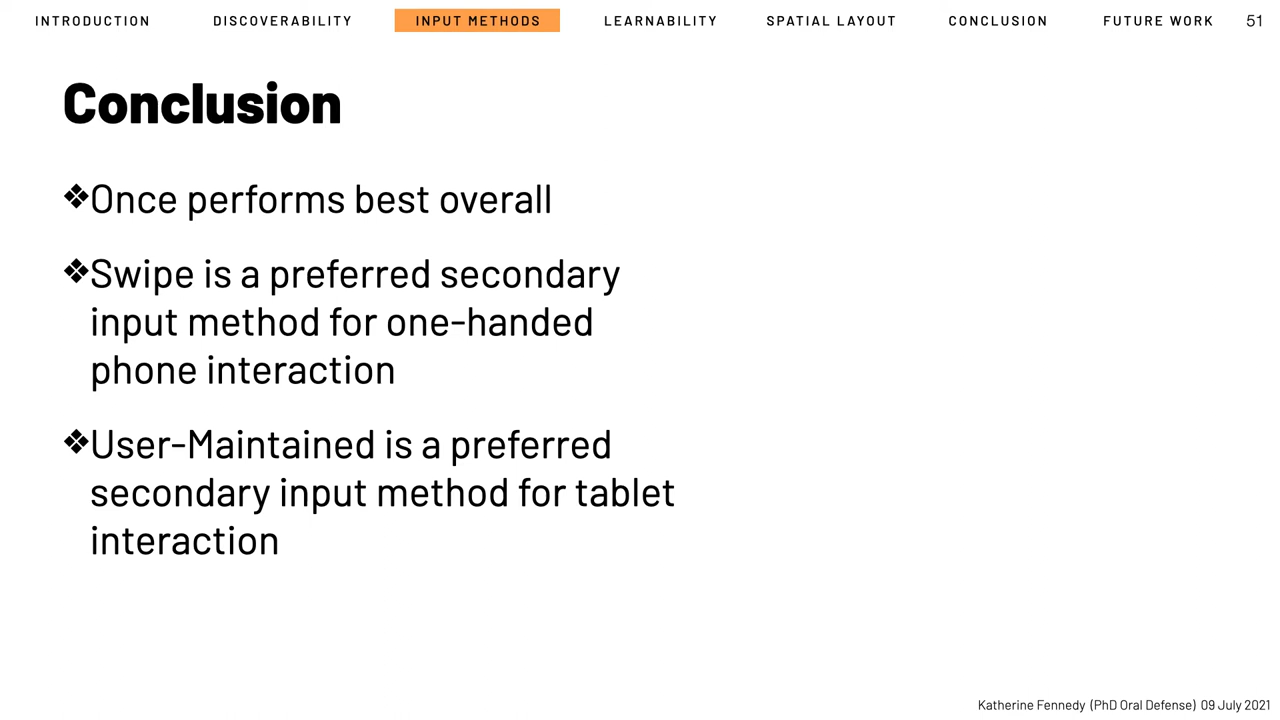 INTRODUCTION DISCOVERABILITY INPUT METHODS LEARNABILITY SPATIAL LAYOUT CONCLUSION FUTURE WORK 51
Conclusion
❖Once performs best overall
❖Swipe is a preferred secondary
input method for one-handed
phone interaction
❖User-Maintained is a preferred
secondary input method for tablet
interaction
Katherine Fennedy (PhD Oral Defense) 09 July 2021